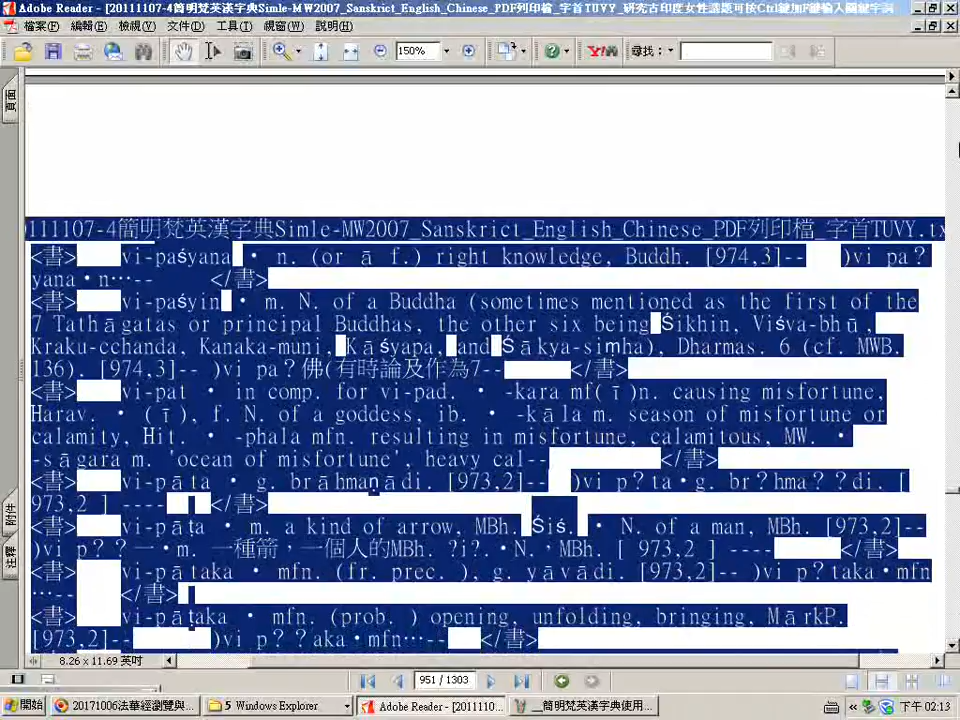 Adobe Reader - [20111107-4簡明梵英漢字典Simle-MW2007_Sanskrict_English_Chinese_PDF列印檔_字首TUVY_研究古印度女性議題可按Ctrl鍵加F鍵輸入關鍵字詞
檔案(F) 編輯(E) 檢視(V) 文件(D) 工具(T) 視窗(W) 說明(H)
150% 尋找:
頁面
附件
註釋
111107-4簡明梵英漢字典Simle-MW2007_Sanskrict_English_Chinese_PDF列印檔_字首TUVY.tx
<書> vi-paśyana ・ n. (or ā f.) right knowledge, Buddh. [974,3]-- )vi pa?
yana・n…-- </書>
<書> vi-paśyin ・ m. N. of a Buddha (sometimes mentioned as the first of the
7 Tathāgatas or principal Buddhas, the other six being Śikhin, Viśva-bhū,
Kraku-cchanda, Kanaka-muni, Kāśyapa, and Śākya-siṃha), Dharmas. 6 (cf. MWB.
136). [974,3]-- )vi pa？佛(有時論及作為7-- </書>
<書> vi-pat ・ in comp. for vi-pad. ・ -kara mf(ī)n. causing misfortune,
Harav. ・ (ī), f. N. of a goddess, ib. ・ -kāla m. season of misfortune or
calamity, Hit. ・ -phala mfn. resulting in misfortune, calamitous, MW. ・
-sāgara m. 'ocean of misfortune', heavy cal-- </書>
<書> vi-pāta ・ g. brāhmaṇādi. [973,2]-- )vi p？ta・g. br？hma？？di. [
973,2 ] ---- </書>
<書> vi-pāṭa ・ m. a kind of arrow, MBh. Śiś. ・ N. of a man, MBh. [973,2]--
)vi p？？一・m. 一種箭，一個人的MBh. ?i?.・N.，MBh. [ 973,2 ] ---- </書>
<書> vi-pātaka ・ mfn. (fr. prec. ), g. yāvādi. [973,2]-- )vi p？taka・mfn
…-- </書>
<書> vi-pāṭaka ・ mfn. (prob. ) opening, unfolding, bringing, MārkP.
[973,2]-- )vi p？？aka・mfn…-- </書>
8.26 x 11.69 英吋
951 / 1303
開始 20171006法華經瀏覽與... 5 Windows Explorer Adobe Reader - [2011110... __簡明梵英漢字典使用... 下午 02:13